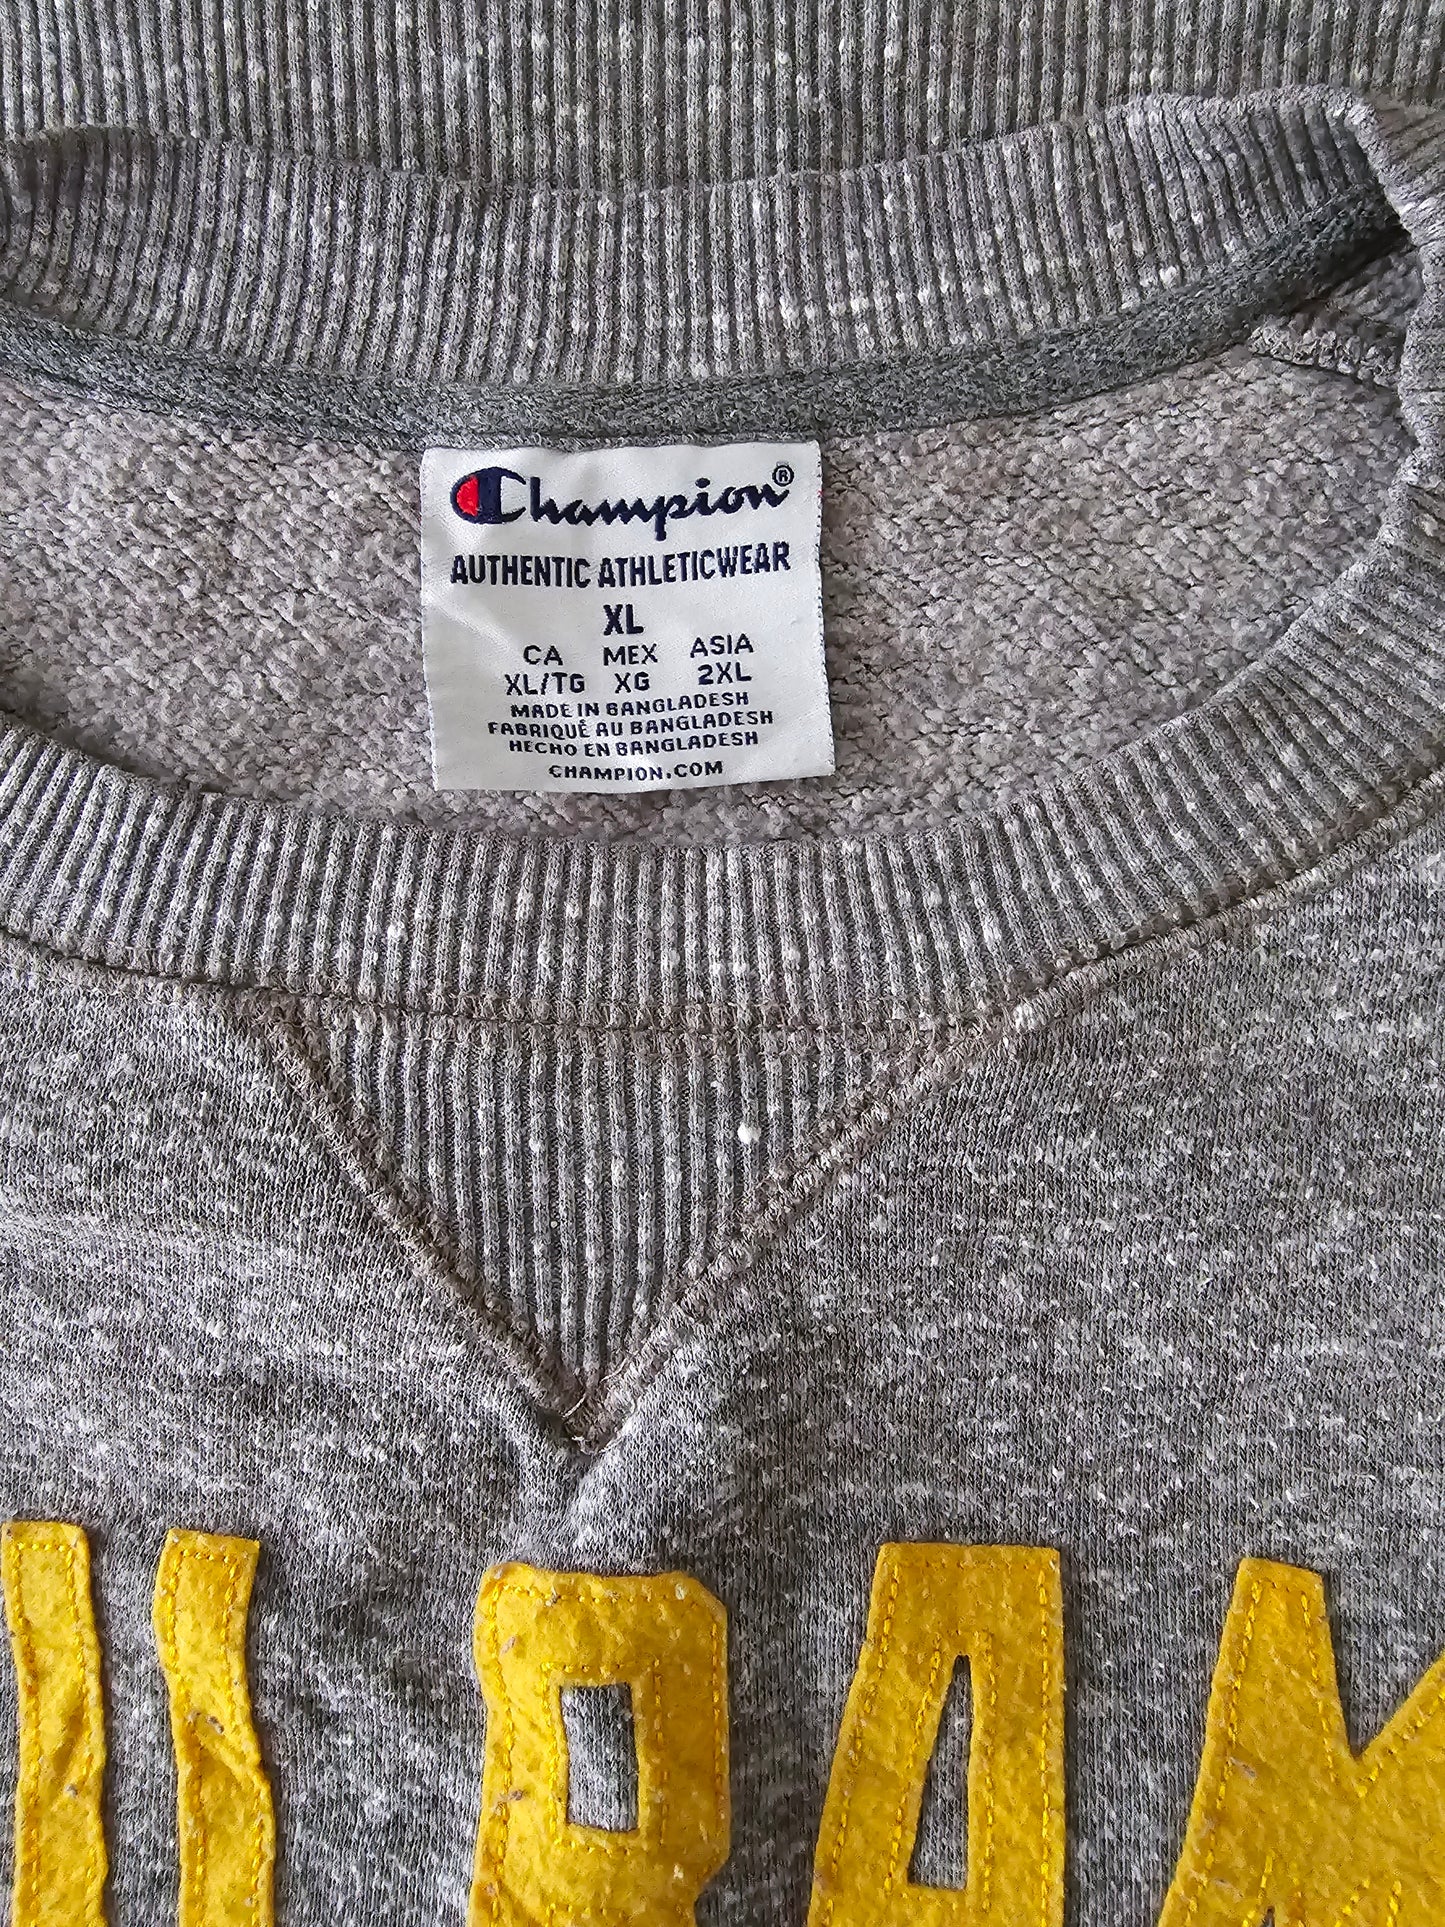 Champion®
AUTHENTIC ATHLETICWEAR
XL
CA MEX ASIA
XL/TG XG 2XL
MADE IN BANGLADESH
FABRIQUÉ AU BANGLADESH
HECHO EN BANGLADESH
CHAMPION.COM